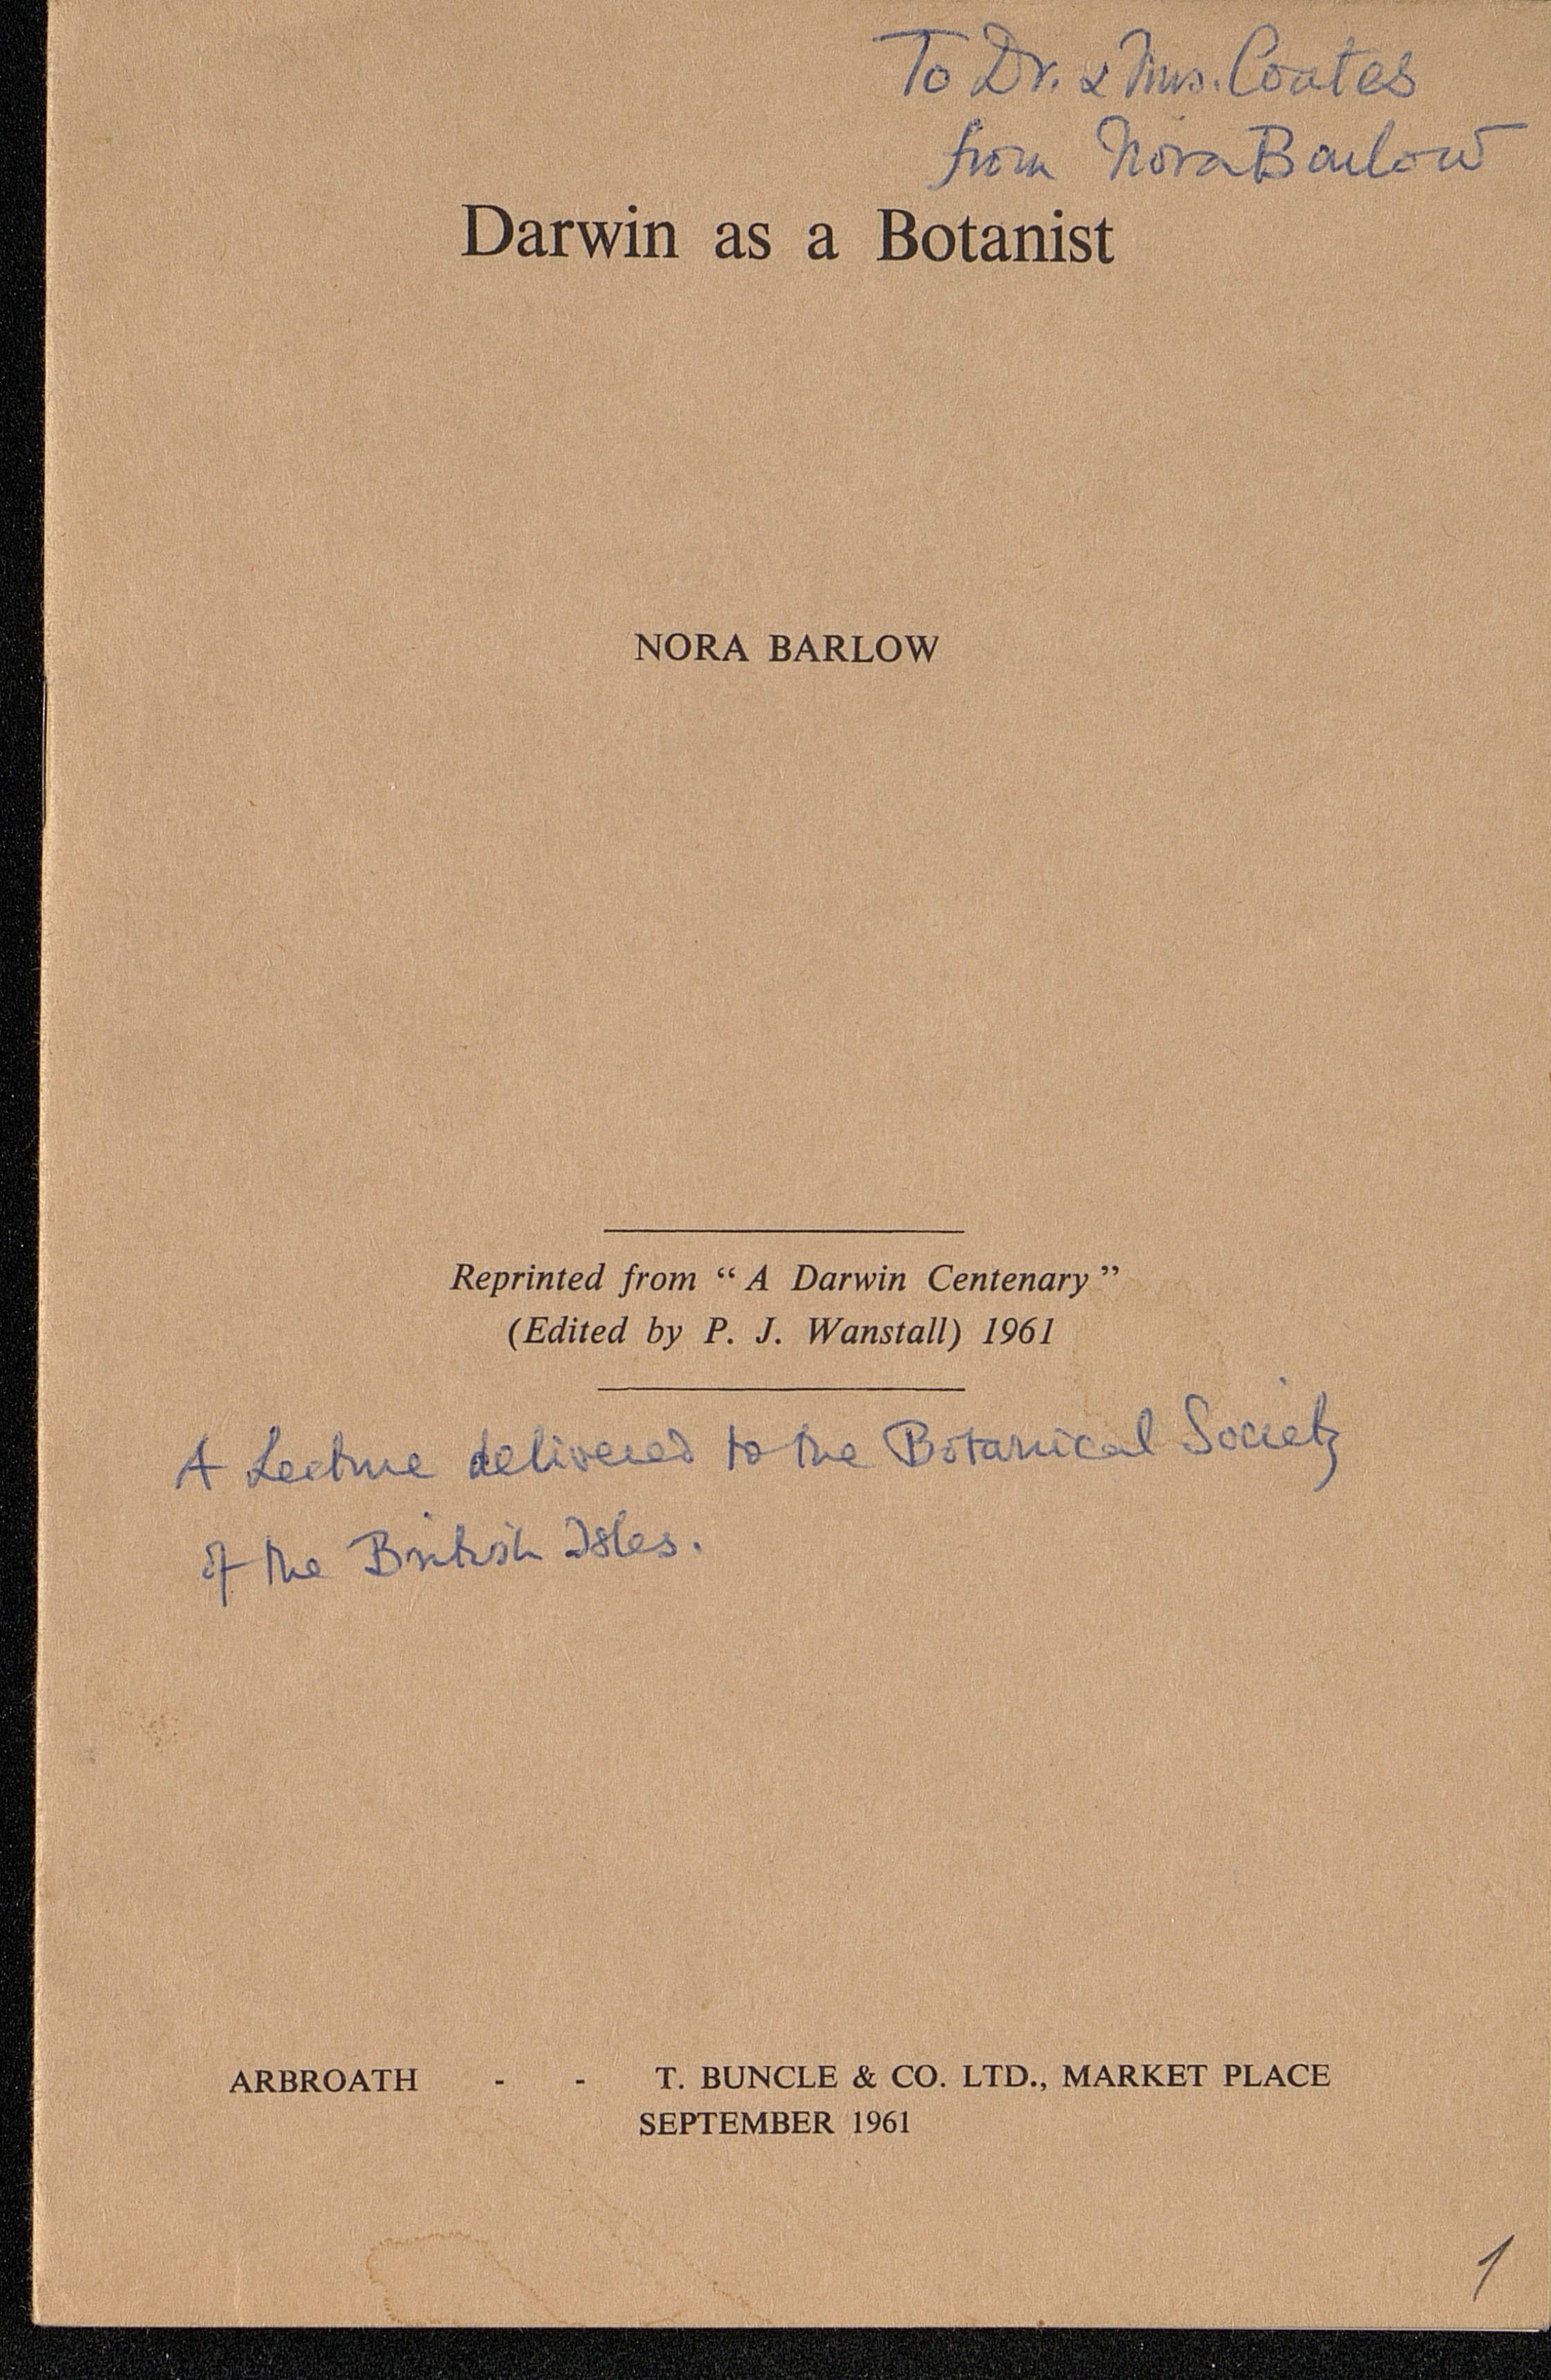 To Dr. & Mrs. Coates
from Nora Barlow
Darwin as a Botanist
NORA BARLOW
Reprinted from “ A Darwin Centenary ”
(Edited by P. J. Wanstall) 1961
A Lecture delivered to the Botanical Society
of the British Isles.
ARBROATH - - T. BUNCLE & CO. LTD., MARKET PLACE
SEPTEMBER 1961
1